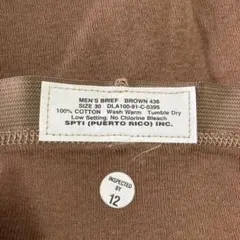 MEN'S BRIEF BROWN 436
SIZE 30 DLA100-91-C-0395
100% COTTON Wash Warm Tumble Dry
Low Setting. No Chlorine Bleach
SPTI (PUERTO RICO) INC.
INSPECTED
BY
12